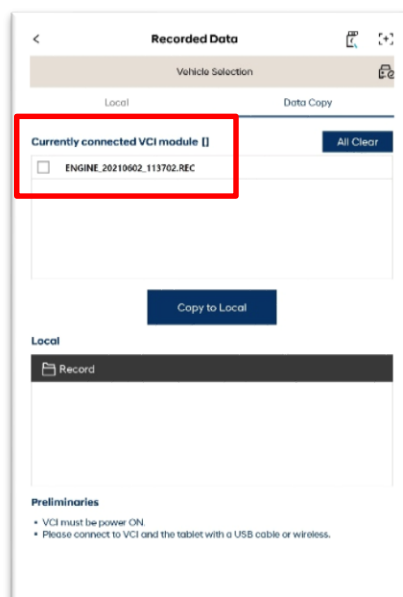 Recorded Data
Vehicle Selection
Local
Data Copy
Currently connected VCI module []
All Clear
ENGINE_20210602_113702.REC
Copy to Local
Local
Record
Preliminaries
• VCI must be power ON.
• Please connect to VCI and the tablet with a USB cable or wireless.